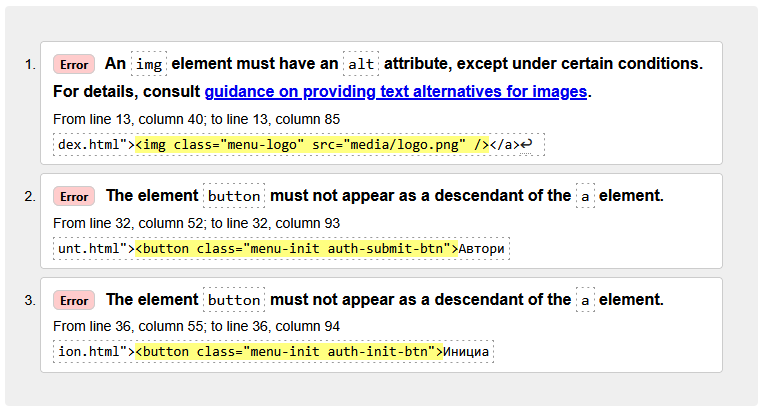 1. Error An img element must have an alt attribute, except under certain conditions.
For details, consult guidance on providing text alternatives for images.
From line 13, column 40; to line 13, column 85
dex.html"><img class="menu-logo" src="media/logo.png" /></a>↩
2. Error The element button must not appear as a descendant of the a element.
From line 32, column 52; to line 32, column 93
unt.html"><button class="menu-init auth-submit-btn">Автори
3. Error The element button must not appear as a descendant of the a element.
From line 36, column 55; to line 36, column 94
ion.html"><button class="menu-init auth-init-btn">Инициа